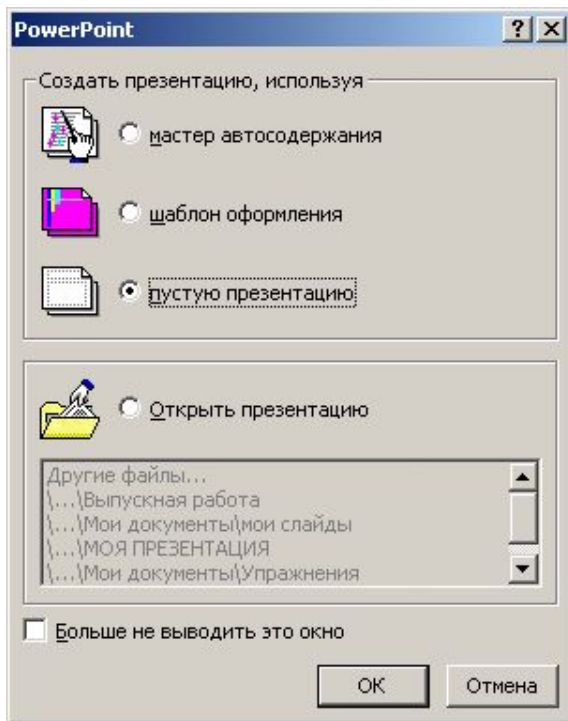 PowerPoint
Создать презентацию, используя
мастер автосодержания
шаблон оформления
пустую презентацию
Открыть презентацию
Другие файлы...
\...\Выпускная работа
\...\Мои документы\мои слайды
\...\МОЯ ПРЕЗЕНТАЦИЯ
\...\Мои документы\Упражнения
Больше не выводить это окно
ОК Отмена